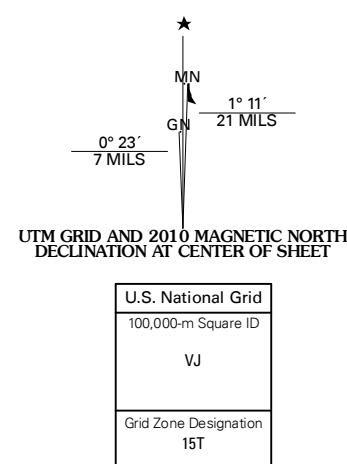 MN
1° 11´
21 MILS
GN
0° 23´
7 MILS
UTM GRID AND 2010 MAGNETIC NORTH
DECLINATION AT CENTER OF SHEET
U.S. National Grid
100,000-m Square ID
VJ
Grid Zone Designation
15T